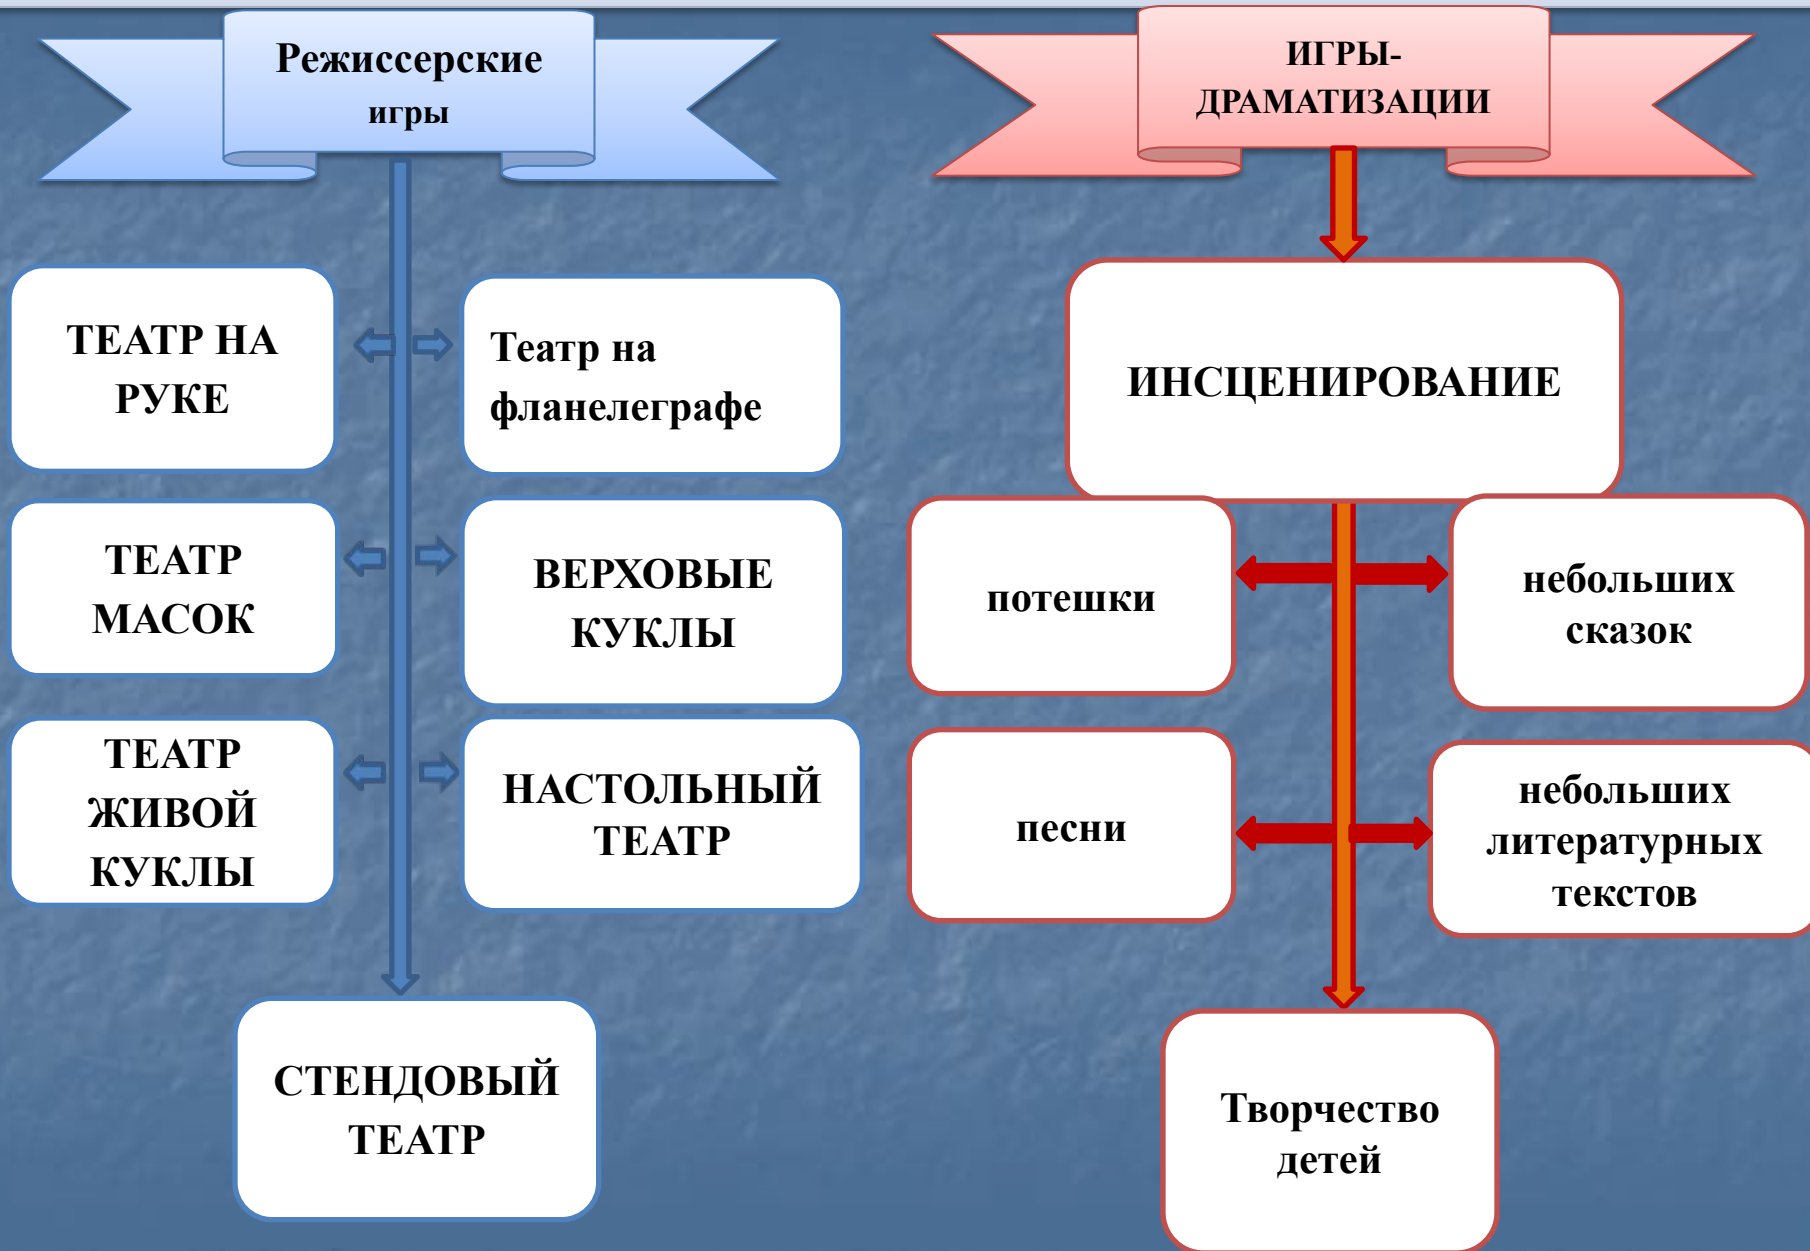 Режиссерские
игры
ТЕАТР НА
РУКЕ
Театр на
фланелеграфе
ТЕАТР
МАСОК
ВЕРХОВЫЕ
КУКЛЫ
ТЕАТР
ЖИВОЙ
КУКЛЫ
НАСТОЛЬНЫЙ
ТЕАТР
СТЕНДОВЫЙ
ТЕАТР
ИГРЫ-
ДРАМАТИЗАЦИИ
ИНСЦЕНИРОВАНИЕ
потешки
небольших
сказок
песни
небольших
литературных
текстов
Творчество
детей